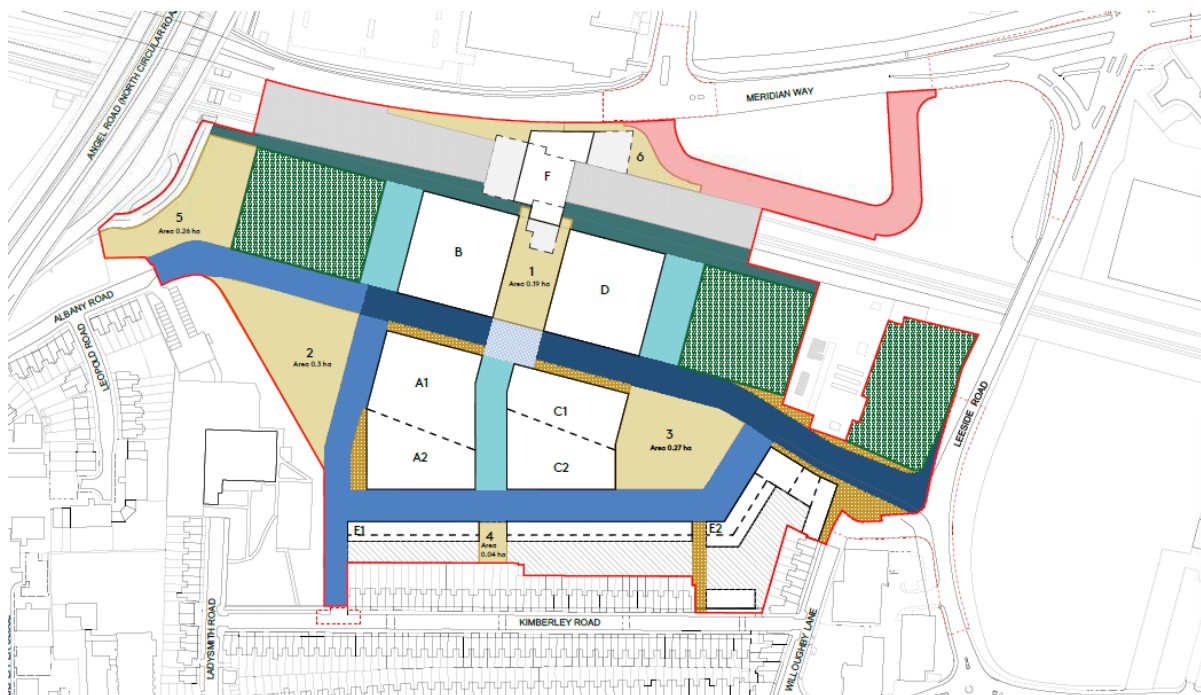 ANGEL ROAD (NORTH CIRCULAR ROAD)
MERIDIAN WAY
6
F
5
Area 0.26 ha
B
1
Area 0.19 ha
D
ALBANY ROAD
LEOPOLD ROAD
2
Area 0.3 ha
A1
C1
3
Area 0.27 ha
A2
C2
LEESIDE ROAD
E1
4
Area
0.04 ha
E2
LADYSMITH ROAD
KIMBERLEY ROAD
WILLOUGHBY LANE